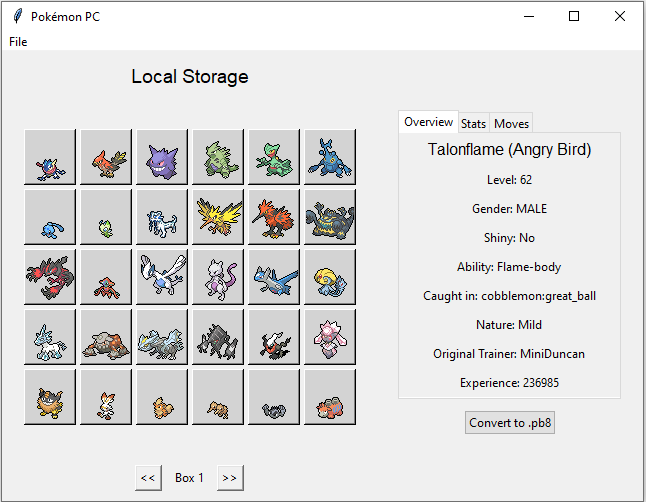 Pokémon PC
File
Local Storage
Overview Stats Moves
Talonflame (Angry Bird)
Level: 62
Gender: MALE
Shiny: No
Ability: Flame-body
Caught in: cobblemon:great_ball
Nature: Mild
Original Trainer: MiniDuncan
Experience: 236985
Convert to .pb8
<< Box 1 >>